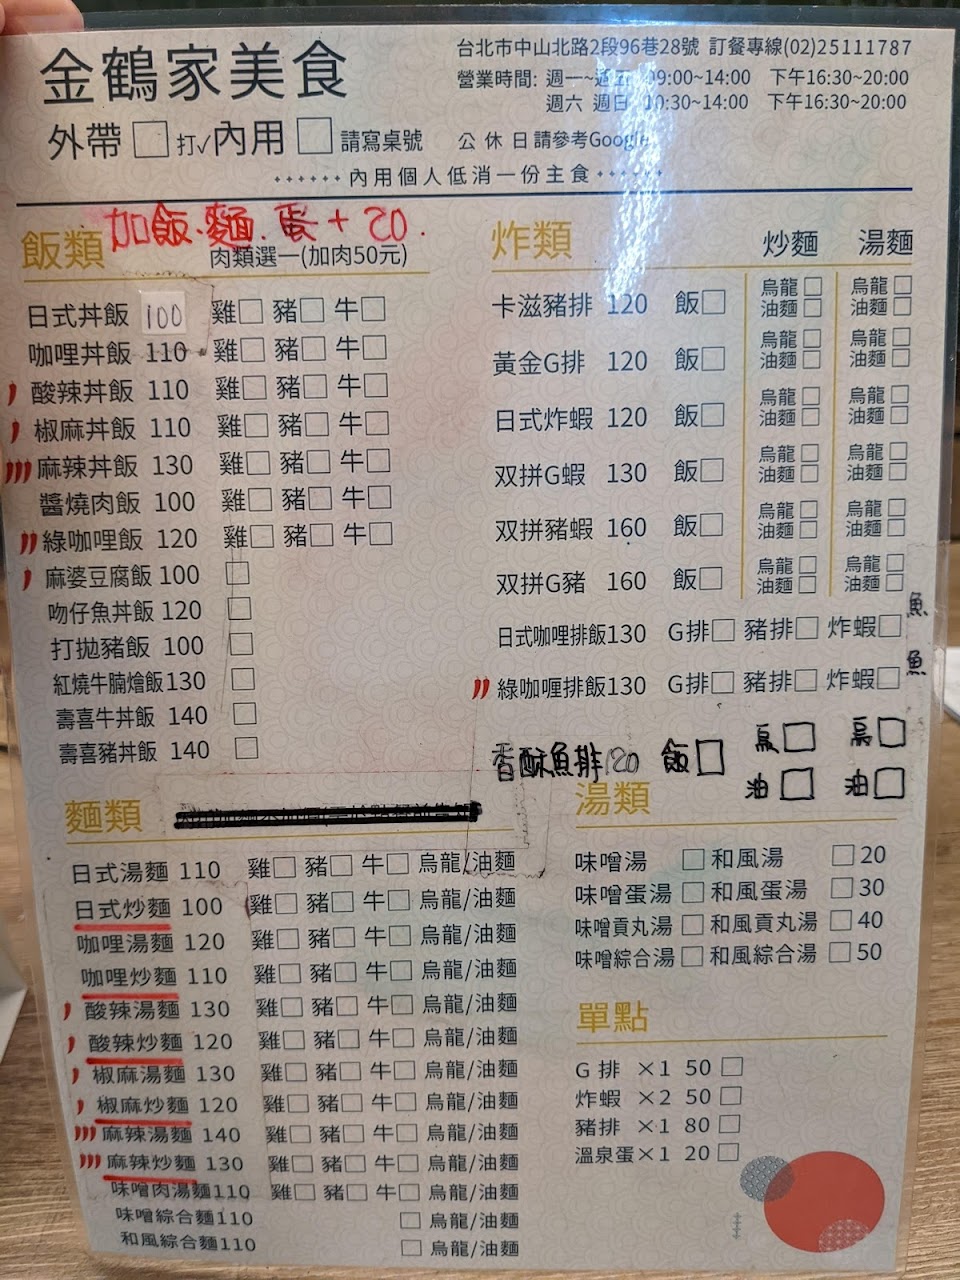 金鶴家美食
台北市中山北路2段96巷28號 訂餐專線(02)25111787
營業時間: 週一~週五 09:00~14:00 下午16:30~20:00
週六 週日 10:30~14:00 下午16:30~20:00
外帶 □ 打✓內用 □ 請寫桌號 公休日請參考Google
內用個人低消一份主食
加飯.麵.蛋+20.
飯類 肉類選一(加肉50元)
日式丼飯 100 雞□ 豬□ 牛□
咖哩丼飯 110 雞□ 豬□ 牛□
酸辣丼飯 110 雞□ 豬□ 牛□
椒麻丼飯 110 雞□ 豬□ 牛□
麻辣丼飯 130 雞□ 豬□ 牛□
醬燒肉飯 100 雞□ 豬□ 牛□
綠咖哩飯 120 雞□ 豬□ 牛□
麻婆豆腐飯 100 □
吻仔魚丼飯 120 □
打拋豬飯 100 □
紅燒牛腩燴飯130 □
壽喜牛丼飯 140 □
壽喜豬丼飯 140 □
炸類 炒麵 湯麵
卡滋豬排 120 飯□ 烏龍□ 油麵□ 烏龍□ 油麵□
黃金G排 120 飯□ 烏龍□ 油麵□ 烏龍□ 油麵□
日式炸蝦 120 飯□ 烏龍□ 油麵□ 烏龍□ 油麵□
双拼G蝦 130 飯□ 烏龍□ 油麵□ 烏龍□ 油麵□
双拼豬蝦 160 飯□ 烏龍□ 油麵□ 烏龍□ 油麵□
双拼G豬 160 飯□ 烏龍□ 油麵□ 烏龍□ 油麵□
日式咖哩排飯130 G排□ 豬排□ 炸蝦□ 魚
綠咖喱排飯130 G排□ 豬排□ 炸蝦□ 魚
香酥魚排120 飯□ 烏□ 油□ 烏□ 油□
麵類
日式湯麵 110 雞□ 豬□ 牛□ 烏龍/油麵
日式炒麵 100 雞□ 豬□ 牛□ 烏龍/油麵
咖哩湯麵 120 雞□ 豬□ 牛□ 烏龍/油麵
咖哩炒麵 110 雞□ 豬□ 牛□ 烏龍/油麵
酸辣湯麵 130 雞□ 豬□ 牛□ 烏龍/油麵
酸辣炒麵 120 雞□ 豬□ 牛□ 烏龍/油麵
椒麻湯麵 130 雞□ 豬□ 牛□ 烏龍/油麵
椒麻炒麵 120 雞□ 豬□ 牛□ 烏龍/油麵
麻辣湯麵 140 雞□ 豬□ 牛□ 烏龍/油麵
麻辣炒麵 130 雞□ 豬□ 牛□ 烏龍/油麵
味噌肉湯麵110 雞□ 豬□ 牛□ 烏龍/油麵
味噌綜合麵110 □ 烏龍/油麵
和風綜合麵110 □ 烏龍/油麵
湯類
味噌湯 □和風湯 □20
味噌蛋湯 □和風蛋湯 □30
味噌貢丸湯 □和風貢丸湯 □40
味噌綜合湯 □和風綜合湯 □50
單點
G 排 ×1 50 □
炸蝦 ×2 50 □
豬排 ×1 80 □
溫泉蛋×1 20 □